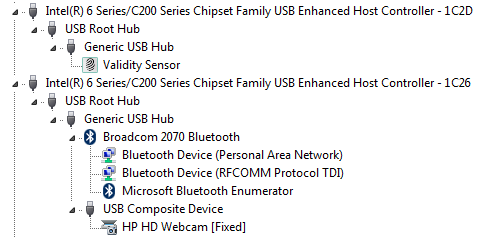 Intel(R) 6 Series/C200 Series Chipset Family USB Enhanced Host Controller - 1C2D
USB Root Hub
Generic USB Hub
Validity Sensor
Intel(R) 6 Series/C200 Series Chipset Family USB Enhanced Host Controller - 1C26
USB Root Hub
Generic USB Hub
Broadcom 2070 Bluetooth
Bluetooth Device (Personal Area Network)
Bluetooth Device (RFCOMM Protocol TDI)
Microsoft Bluetooth Enumerator
USB Composite Device
HP HD Webcam [Fixed]